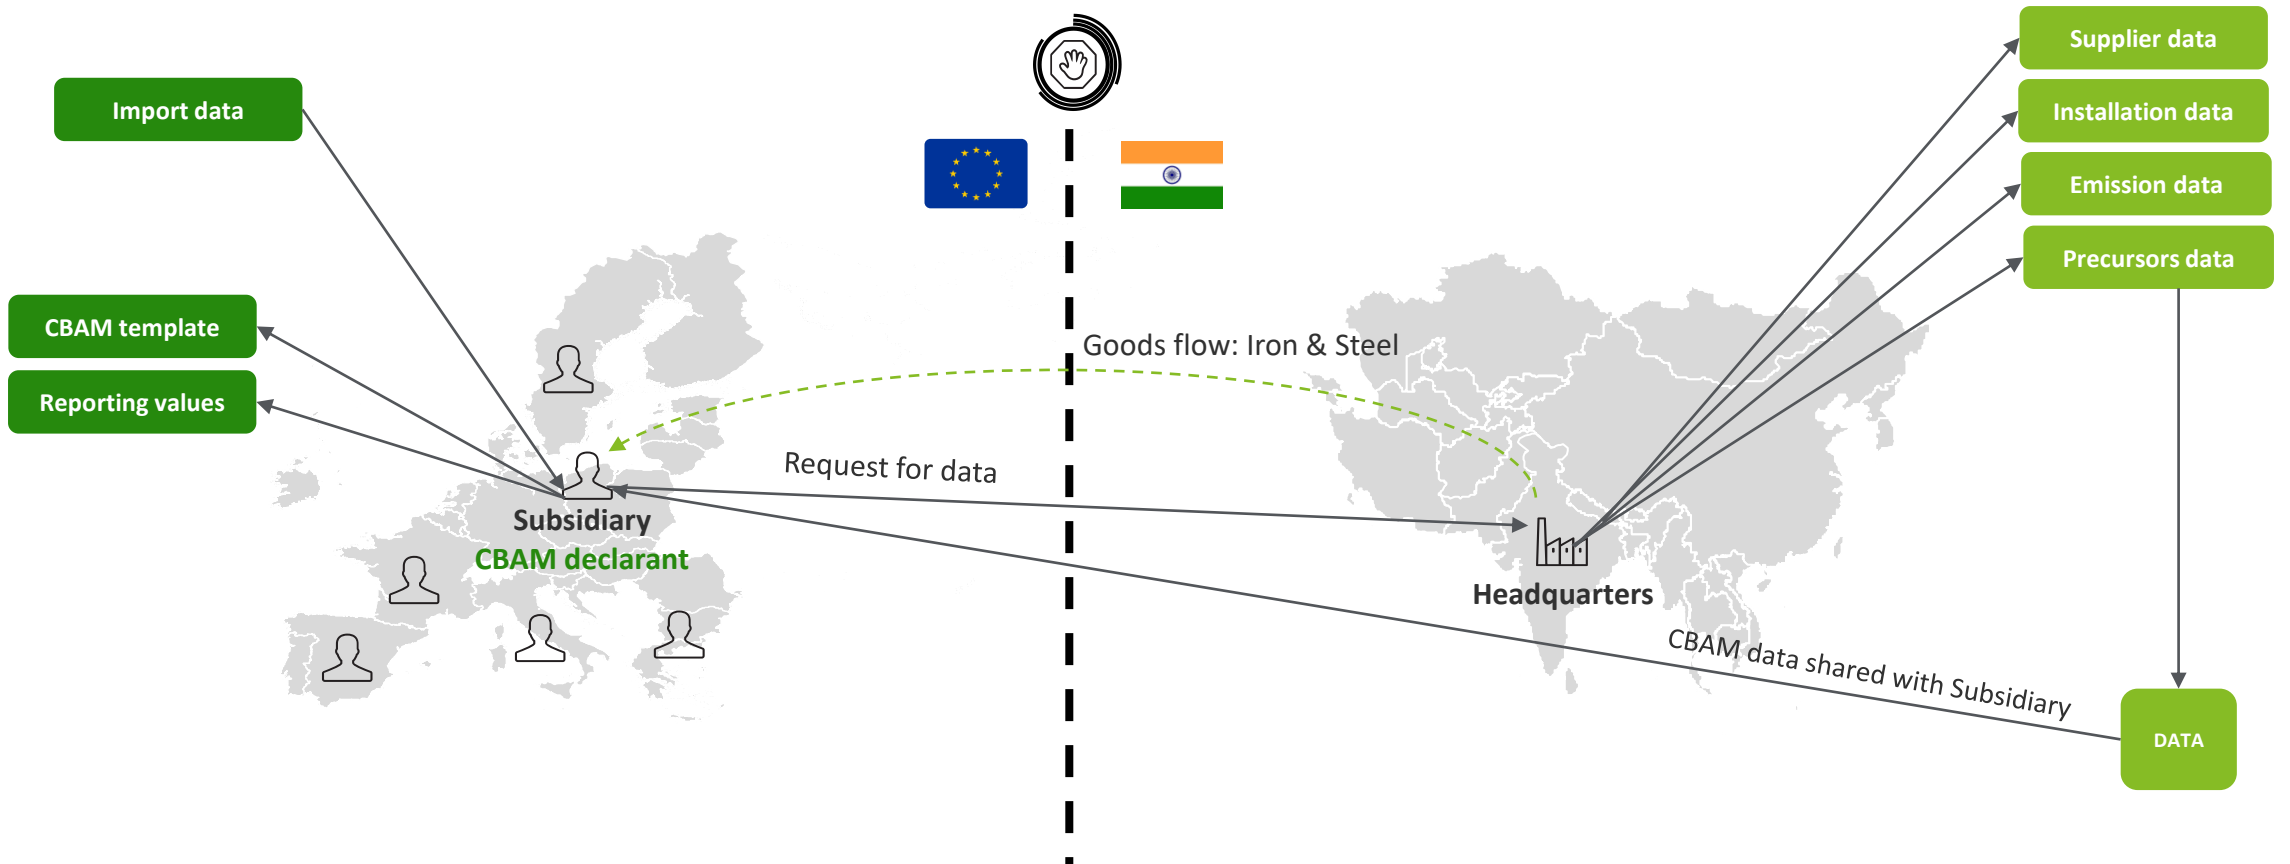 Import data
CBAM template
Reporting values
Supplier data
Installation data
Emission data
Precursors data
Goods flow: Iron & Steel
Request for data
Subsidiary
CBAM declarant
Headquarters
CBAM data shared with Subsidiary
DATA